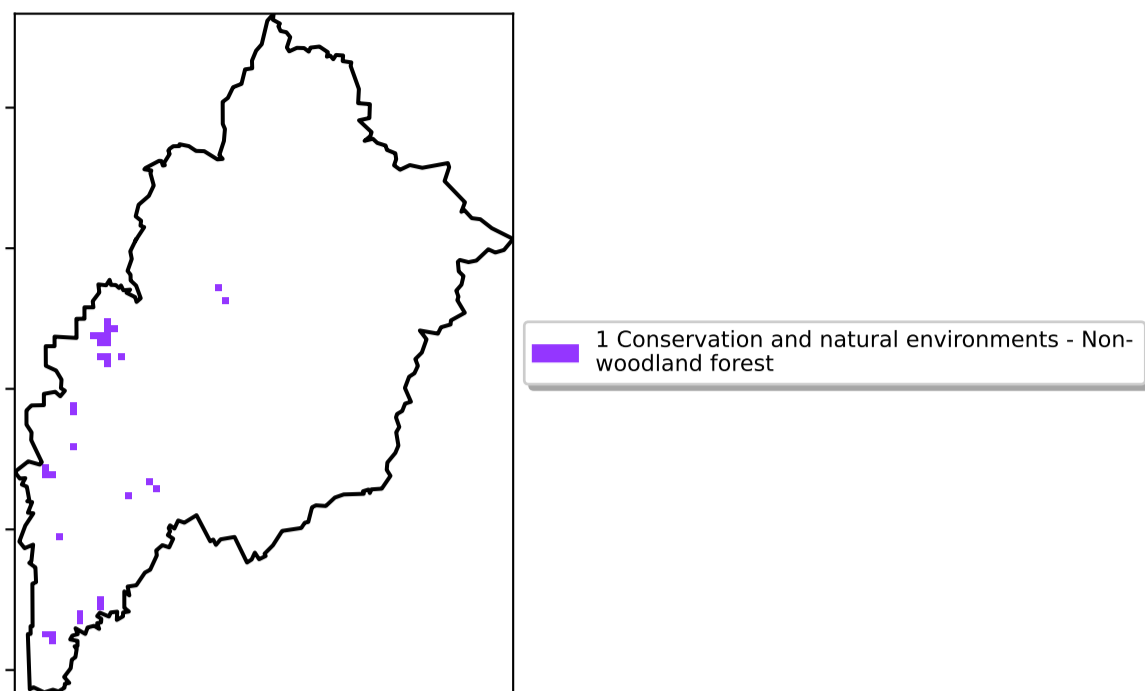 1 Conservation and natural environments - Non-
woodland forest